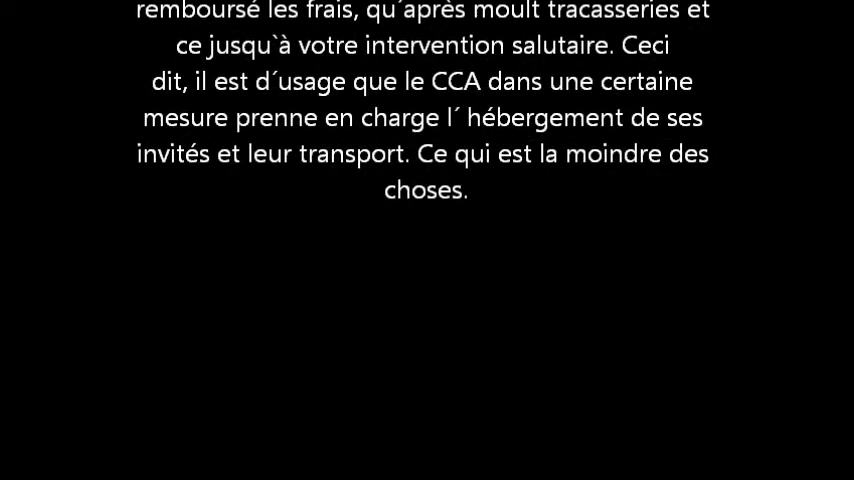 remboursé les frais, qu´après moult tracasseries et
ce jusqu`à votre intervention salutaire. Ceci
dit, il est d´usage que le CCA dans une certaine
mesure prenne en charge l´ hébergement de ses
invités et leur transport. Ce qui est la moindre des
choses.